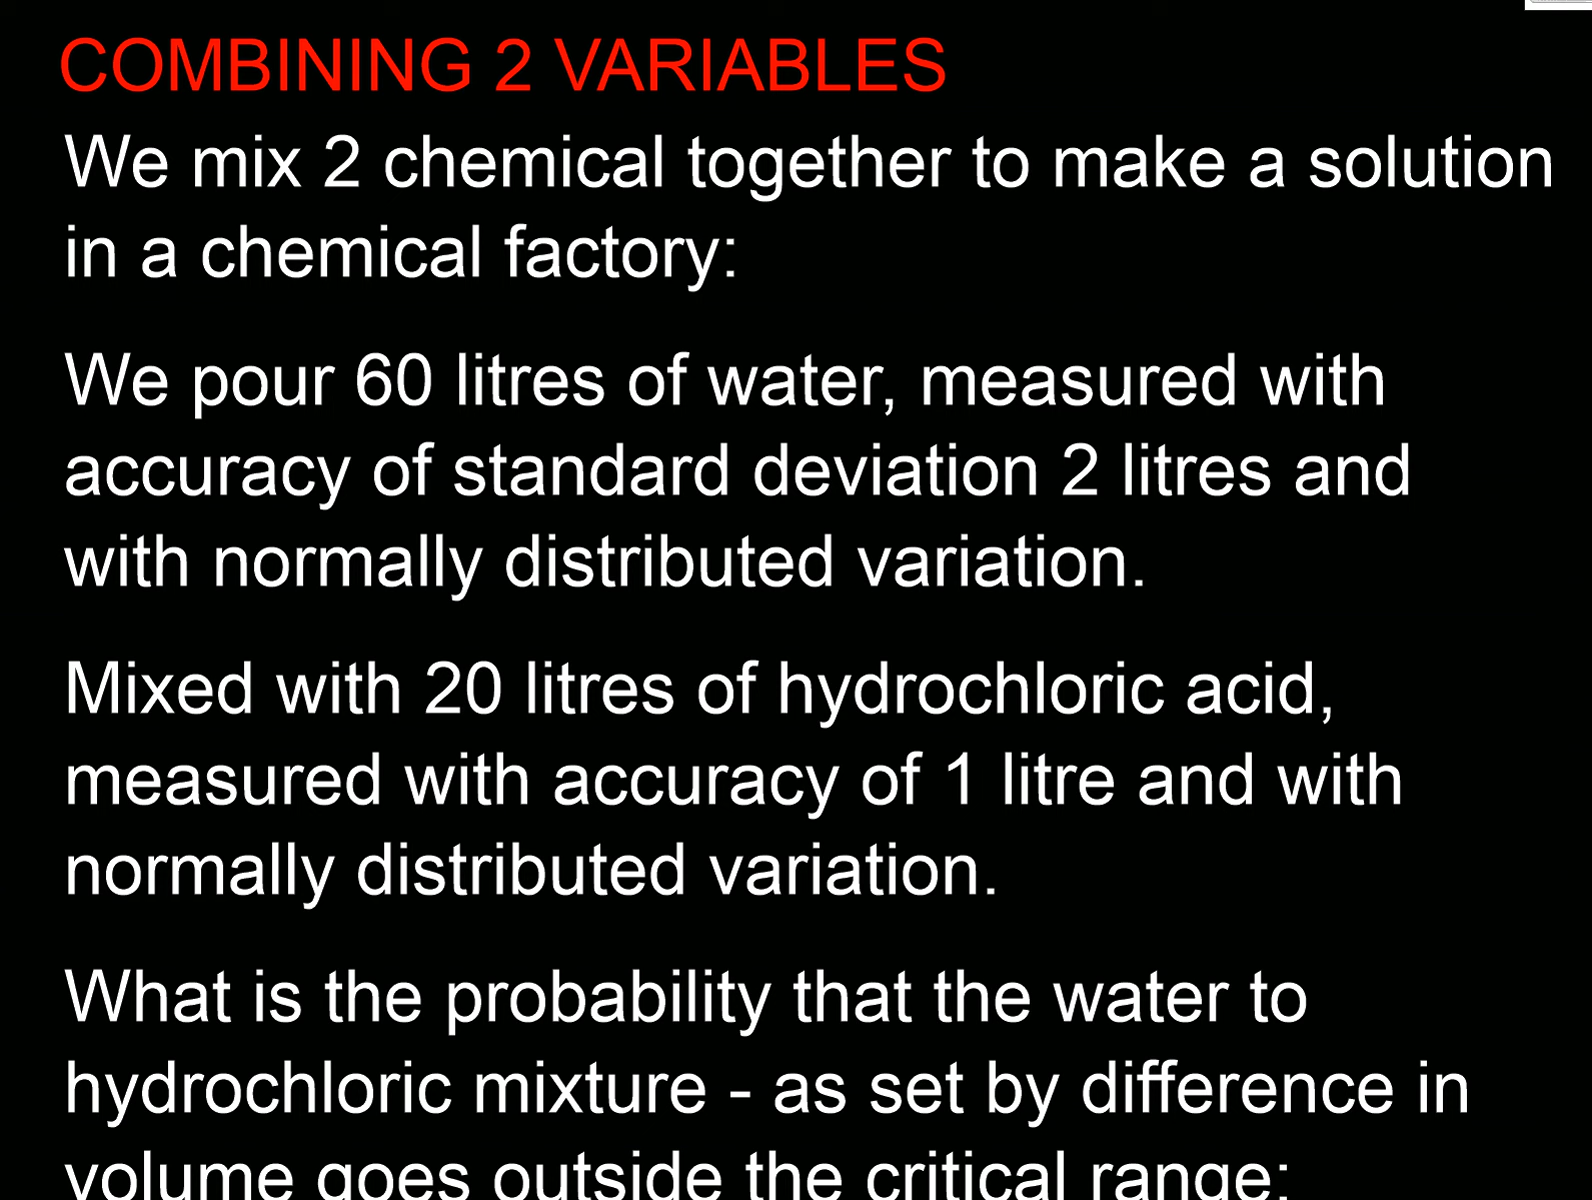 COMBINING 2 VARIABLES
We mix 2 chemical together to make a solution
in a chemical factory:
We pour 60 litres of water, measured with
accuracy of standard deviation 2 litres and
with normally distributed variation.
Mixed with 20 litres of hydrochloric acid,
measured with accuracy of 1 litre and with
normally distributed variation.
What is the probability that the water to
hydrochloric mixture - as set by difference in
volume goes outside the critical range: